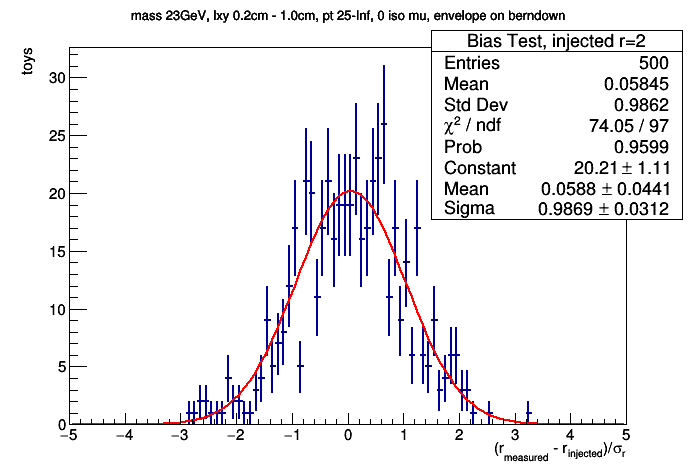 mass 23GeV, lxy 0.2cm - 1.0cm, pt 25-Inf, 0 iso mu, envelope on berndown
toys
Bias Test, injected r=2
Entries 500
Mean 0.05845
Std Dev 0.9862
χ² / ndf 74.05 / 97
Prob 0.9599
Constant 20.21 ± 1.11
Mean 0.0588 ± 0.0441
Sigma 0.9869 ± 0.0312
30
25
20
15
10
5
0
−5 −4 −3 −2 −1 0 1 2 3 4 5
(r_measured - r_injected)/σ_r